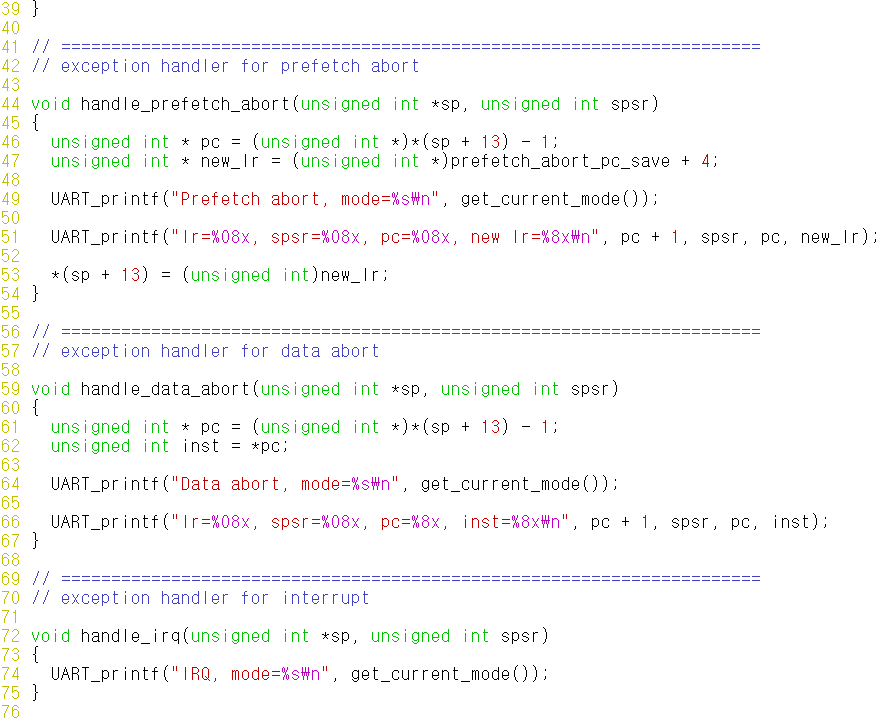 39 }
40
41 // ======================================================================
42 // exception handler for prefetch abort
43
44 void handle_prefetch_abort(unsigned int *sp, unsigned int spsr)
45 {
46   unsigned int * pc = (unsigned int *)*(sp + 13) - 1;
47   unsigned int * new_lr = (unsigned int *)prefetch_abort_pc_save + 4;
48
49   UART_printf("Prefetch abort, mode=%s₩n", get_current_mode());
50
51   UART_printf("lr=%08x, spsr=%08x, pc=%08x, new lr=%8x₩n", pc + 1, spsr, pc, new_lr);
52
53   *(sp + 13) = (unsigned int)new_lr;
54 }
55
56 // ======================================================================
57 // exception handler for data abort
58
59 void handle_data_abort(unsigned int *sp, unsigned int spsr)
60 {
61   unsigned int * pc = (unsigned int *)*(sp + 13) - 1;
62   unsigned int inst = *pc;
63
64   UART_printf("Data abort, mode=%s₩n", get_current_mode());
65
66   UART_printf("lr=%08x, spsr=%08x, pc=%8x, inst=%8x₩n", pc + 1, spsr, pc, inst);
67 }
68
69 // ======================================================================
70 // exception handler for interrupt
71
72 void handle_irq(unsigned int *sp, unsigned int spsr)
73 {
74   UART_printf("IRQ, mode=%s₩n", get_current_mode());
75 }
76